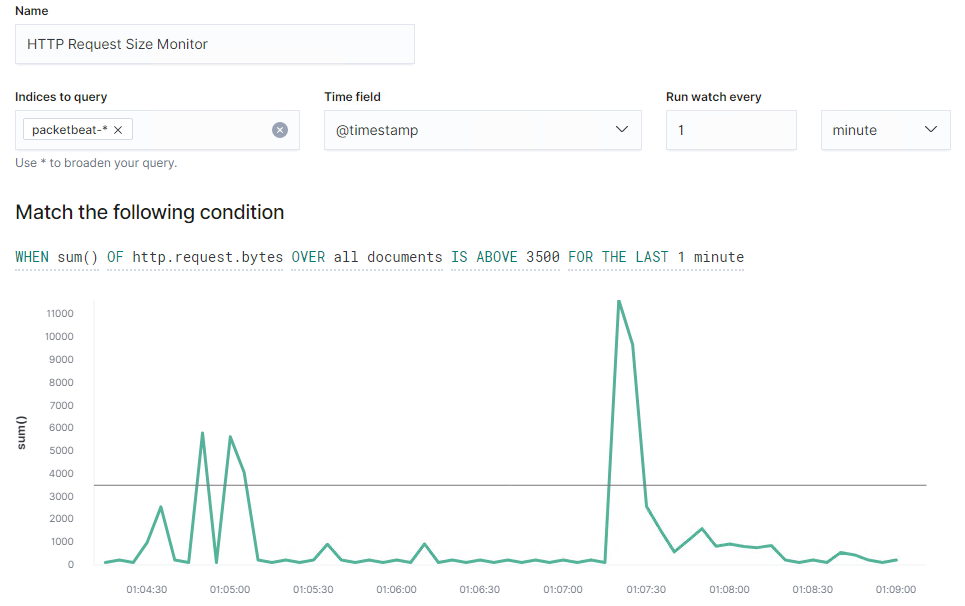 Name
HTTP Request Size Monitor
Indices to query Time field Run watch every
packetbeat-* @timestamp 1 minute
Use * to broaden your query.
Match the following condition
WHEN sum() OF http.request.bytes OVER all documents IS ABOVE 3500 FOR THE LAST 1 minute
11000
10000
9000
8000
7000
6000
5000
4000
3000
2000
1000
0
sum()
01:04:30 01:05:00 01:05:30 01:06:00 01:06:30 01:07:00 01:07:30 01:08:00 01:08:30 01:09:00